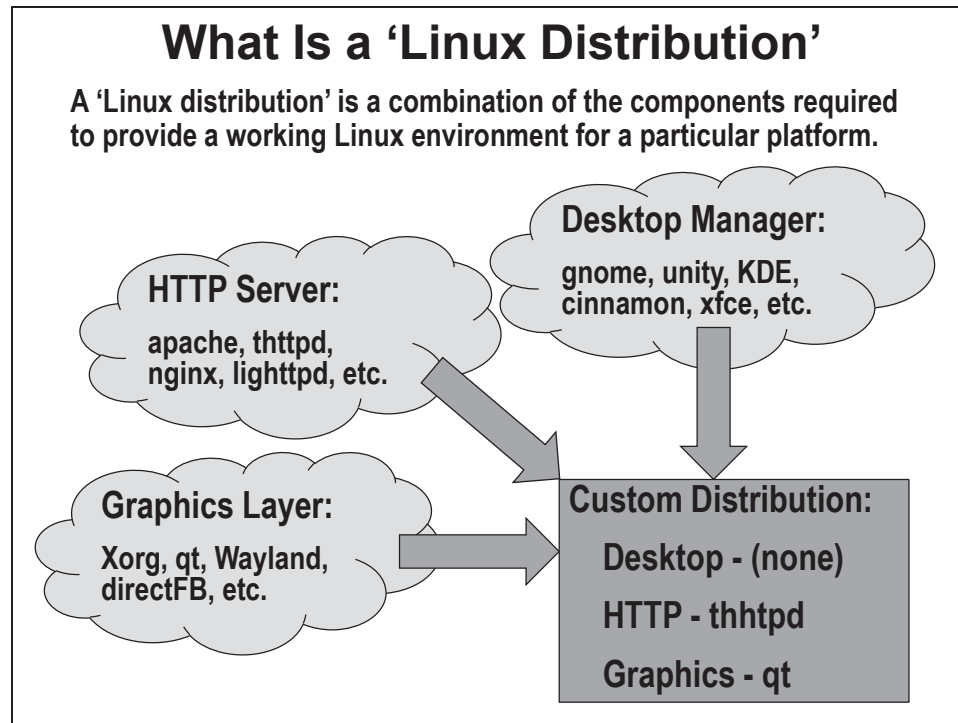 What Is a ‘Linux Distribution’
A ‘Linux distribution’ is a combination of the components required
to provide a working Linux environment for a particular platform.
Desktop Manager:
gnome, unity, KDE,
cinnamon, xfce, etc.
HTTP Server:
apache, thttpd,
nginx, lighttpd, etc.
Graphics Layer:
Xorg, qt, Wayland,
directFB, etc.
Custom Distribution:
Desktop - (none)
HTTP - thhtpd
Graphics - qt